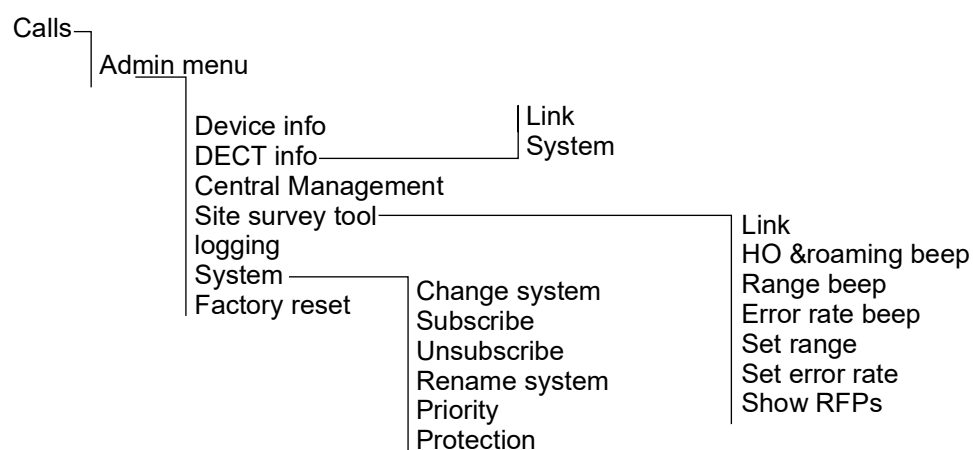 Calls
Admin menu
Device info
DECT info
Central Management
Site survey tool
logging
System
Factory reset
Link
System
Change system
Subscribe
Unsubscribe
Rename system
Priority
Protection
Link
HO &roaming beep
Range beep
Error rate beep
Set range
Set error rate
Show RFPs